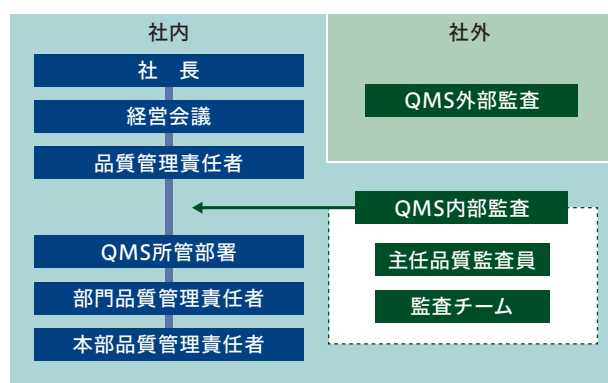 社内
社　長
経営会議
品質管理責任者
QMS所管部署
部門品質管理責任者
本部品質管理責任者
社外
QMS外部監査
QMS内部監査
主任品質監査員
監査チーム